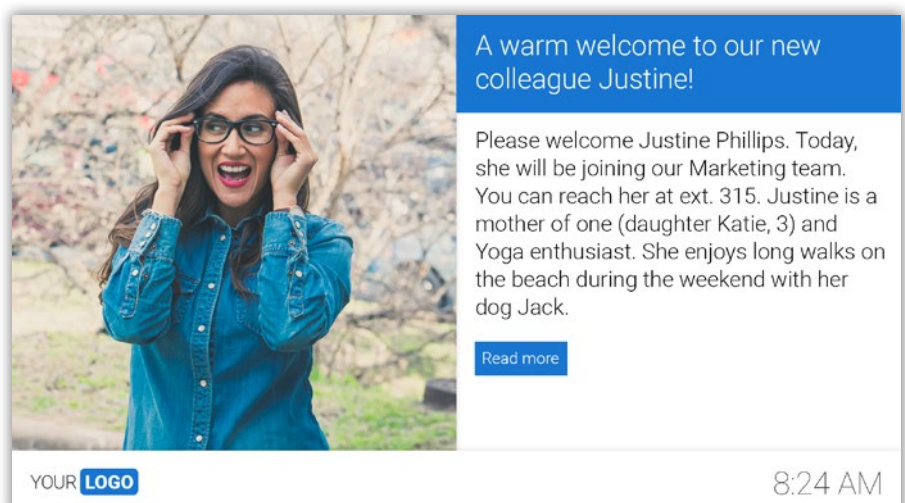 A warm welcome to our new
colleague Justine!
Please welcome Justine Phillips. Today,
she will be joining our Marketing team.
You can reach her at ext. 315. Justine is a
mother of one (daughter Katie, 3) and
Yoga enthusiast. She enjoys long walks on
the beach during the weekend with her
dog Jack.
Read more
YOUR LOGO
8:24 AM